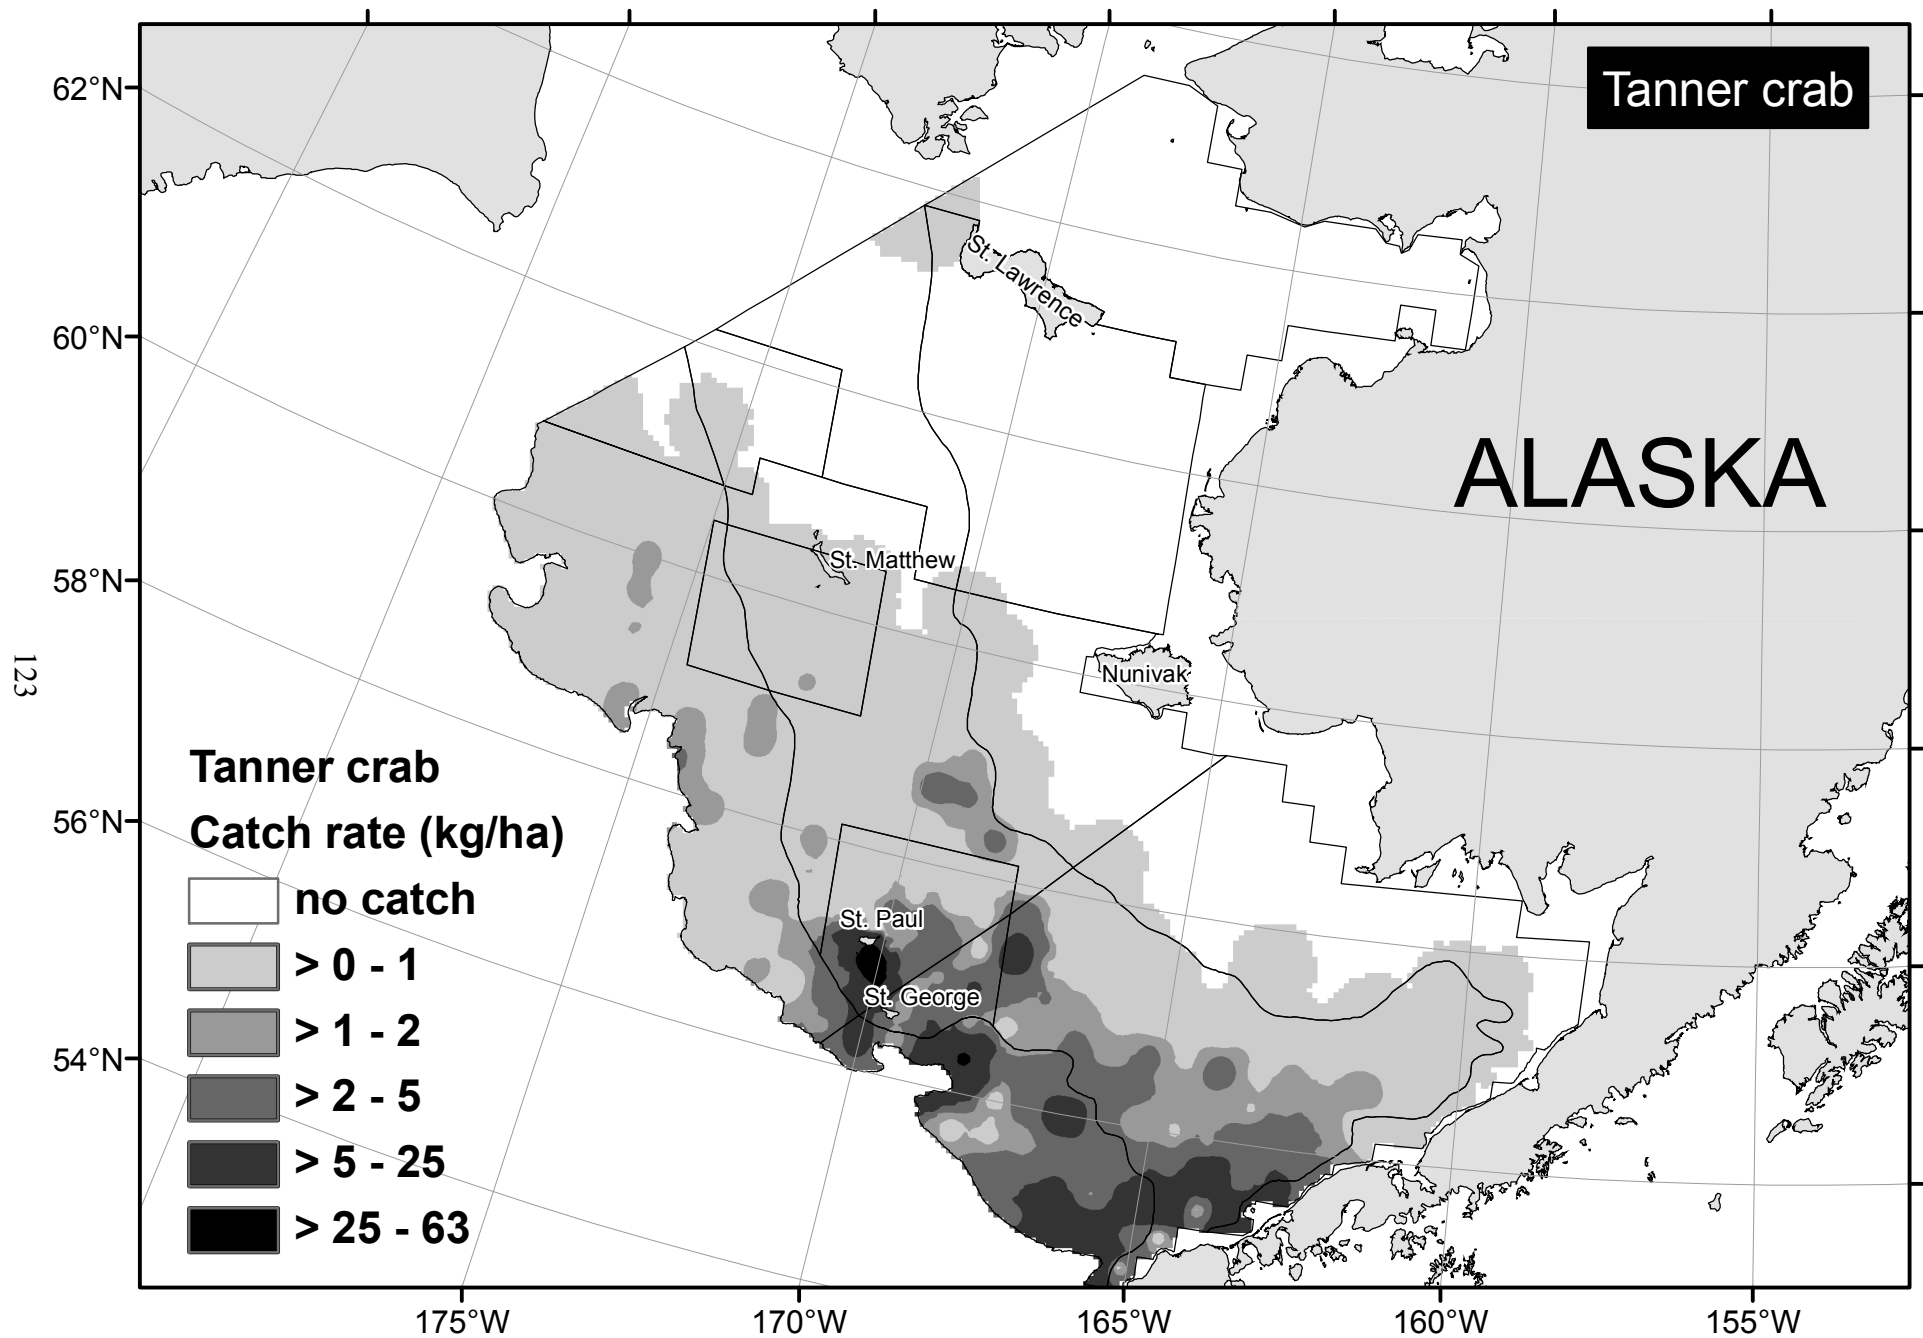 Tanner crab
62°N
60°N
58°N
56°N
54°N
St. Lawrence
ALASKA
St. Matthew
Nunivak
St. Paul
St. George
123
Tanner crab
Catch rate (kg/ha)
no catch
> 0 - 1
> 1 - 2
> 2 - 5
> 5 - 25
> 25 - 63
175°W
170°W
165°W
160°W
155°W